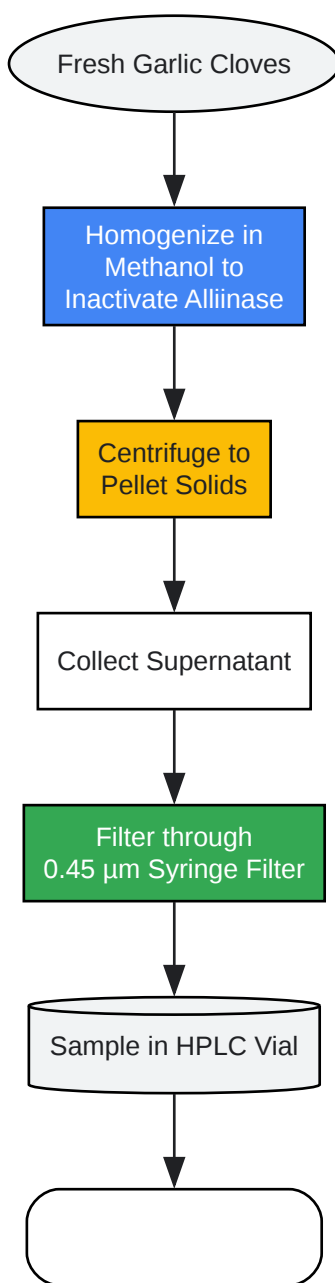 Fresh Garlic Cloves
Homogenize in
Methanol to
Inactivate Alliinase
Centrifuge to
Pellet Solids
Collect Supernatant
Filter through
0.45 µm Syringe Filter
Sample in HPLC Vial